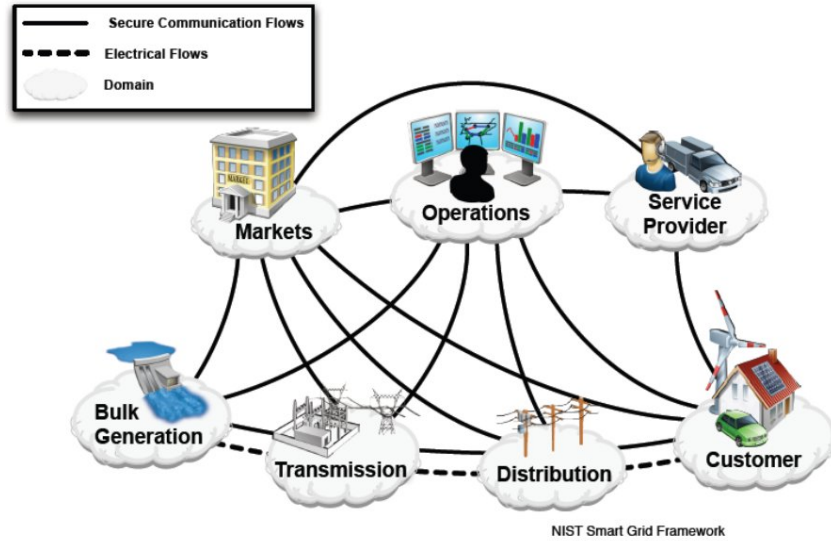 Secure Communication Flows
Electrical Flows
Domain
MARKET
Markets
Operations
Service
Provider
Bulk
Generation
Transmission
Distribution
Customer
NIST Smart Grid Framework